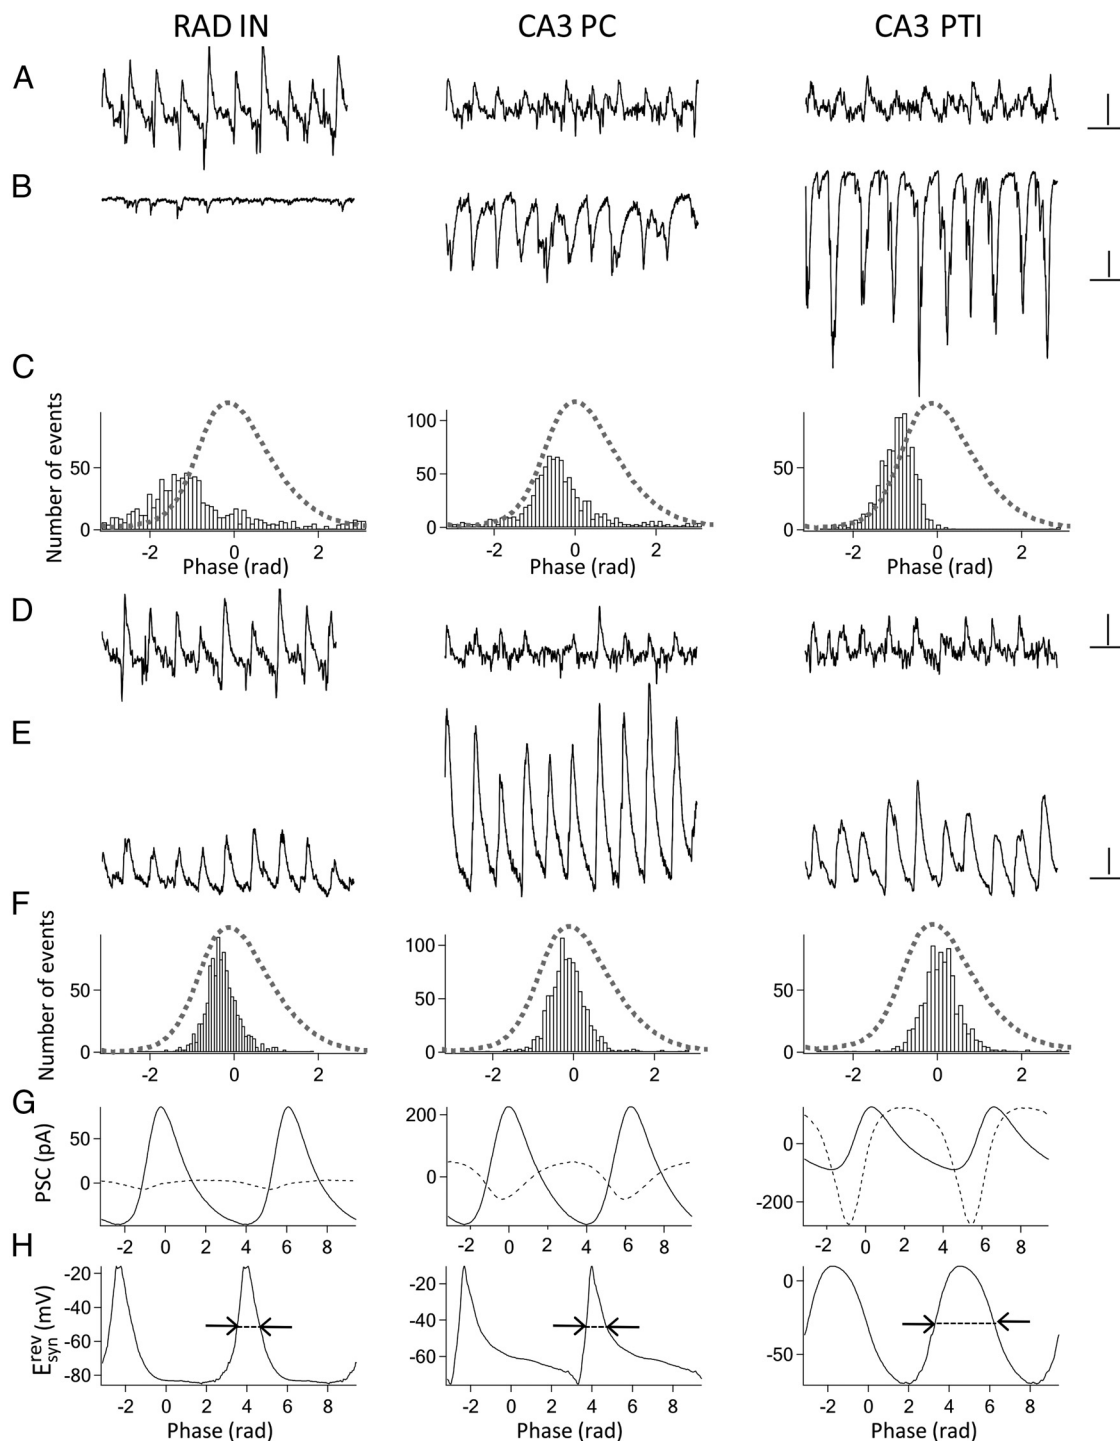 RAD IN CA3 PC CA3 PTI
A
B
C
Number of events
50
0
-2 0 2
Phase (rad)
100
50
0
-2 0 2
Phase (rad)
50
0
-2 0 2
Phase (rad)
D
E
F
Number of events
50
0
-2 0 2
100
50
0
-2 0 2
50
0
-2 0 2
G
PSC (pA)
50
0
-2 0 2 4 6 8
200
0
-2 0 2 4 6 8
0
-200
-2 0 2 4 6 8
H
E rev syn (mV)
-20
-40
-60
-80
-2 0 2 4 6 8
Phase (rad)
-20
-40
-60
-2 0 2 4 6 8
Phase (rad)
0
-50
-2 0 2 4 6 8
Phase (rad)